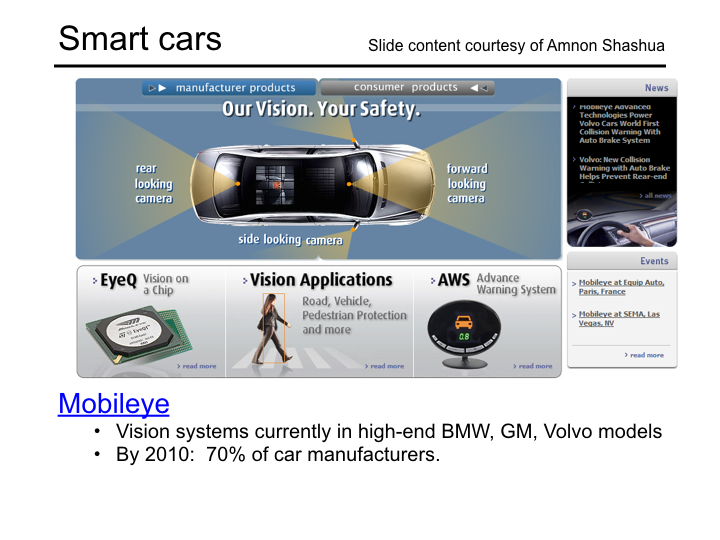 Smart cars
Slide content courtesy of Amnon Shashua
manufacturer products
consumer products
Our Vision. Your Safety.
rear
looking
camera
forward
looking
camera
side looking camera
News
Mobileye Advanced
Technologies Power
Volvo Cars World First
Collision Warning With
Auto Brake System
Volvo: New Collision
Warning with Auto Brake
Helps Prevent Rear-end
all news
Events
Mobileye at Equip Auto,
Paris, France
Mobileye at SEMA, Las
Vegas, NV
read more
EyeQ Vision on
a Chip
read more
Vision Applications
Road, Vehicle,
Pedestrian Protection
and more
read more
AWS Advance
Warning System
0.8
read more
Mobileye
• Vision systems currently in high-end BMW, GM, Volvo models
• By 2010: 70% of car manufacturers.